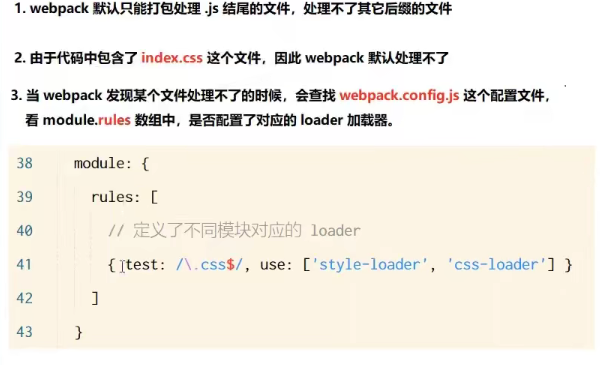 1. webpack 默认只能打包处理 .js 结尾的文件，处理不了其它后缀的文件
2. 由于代码中包含了 index.css 这个文件，因此 webpack 默认处理不了
3. 当 webpack 发现某个文件处理不了的时候，会查找 webpack.config.js 这个配置文件，
看 module.rules 数组中，是否配置了对应的 loader 加载器。
38 module: {
39 rules: [
40 // 定义了不同模块对应的 loader
41 { test: /\.css$/, use: ['style-loader', 'css-loader'] }
42 ]
43 }